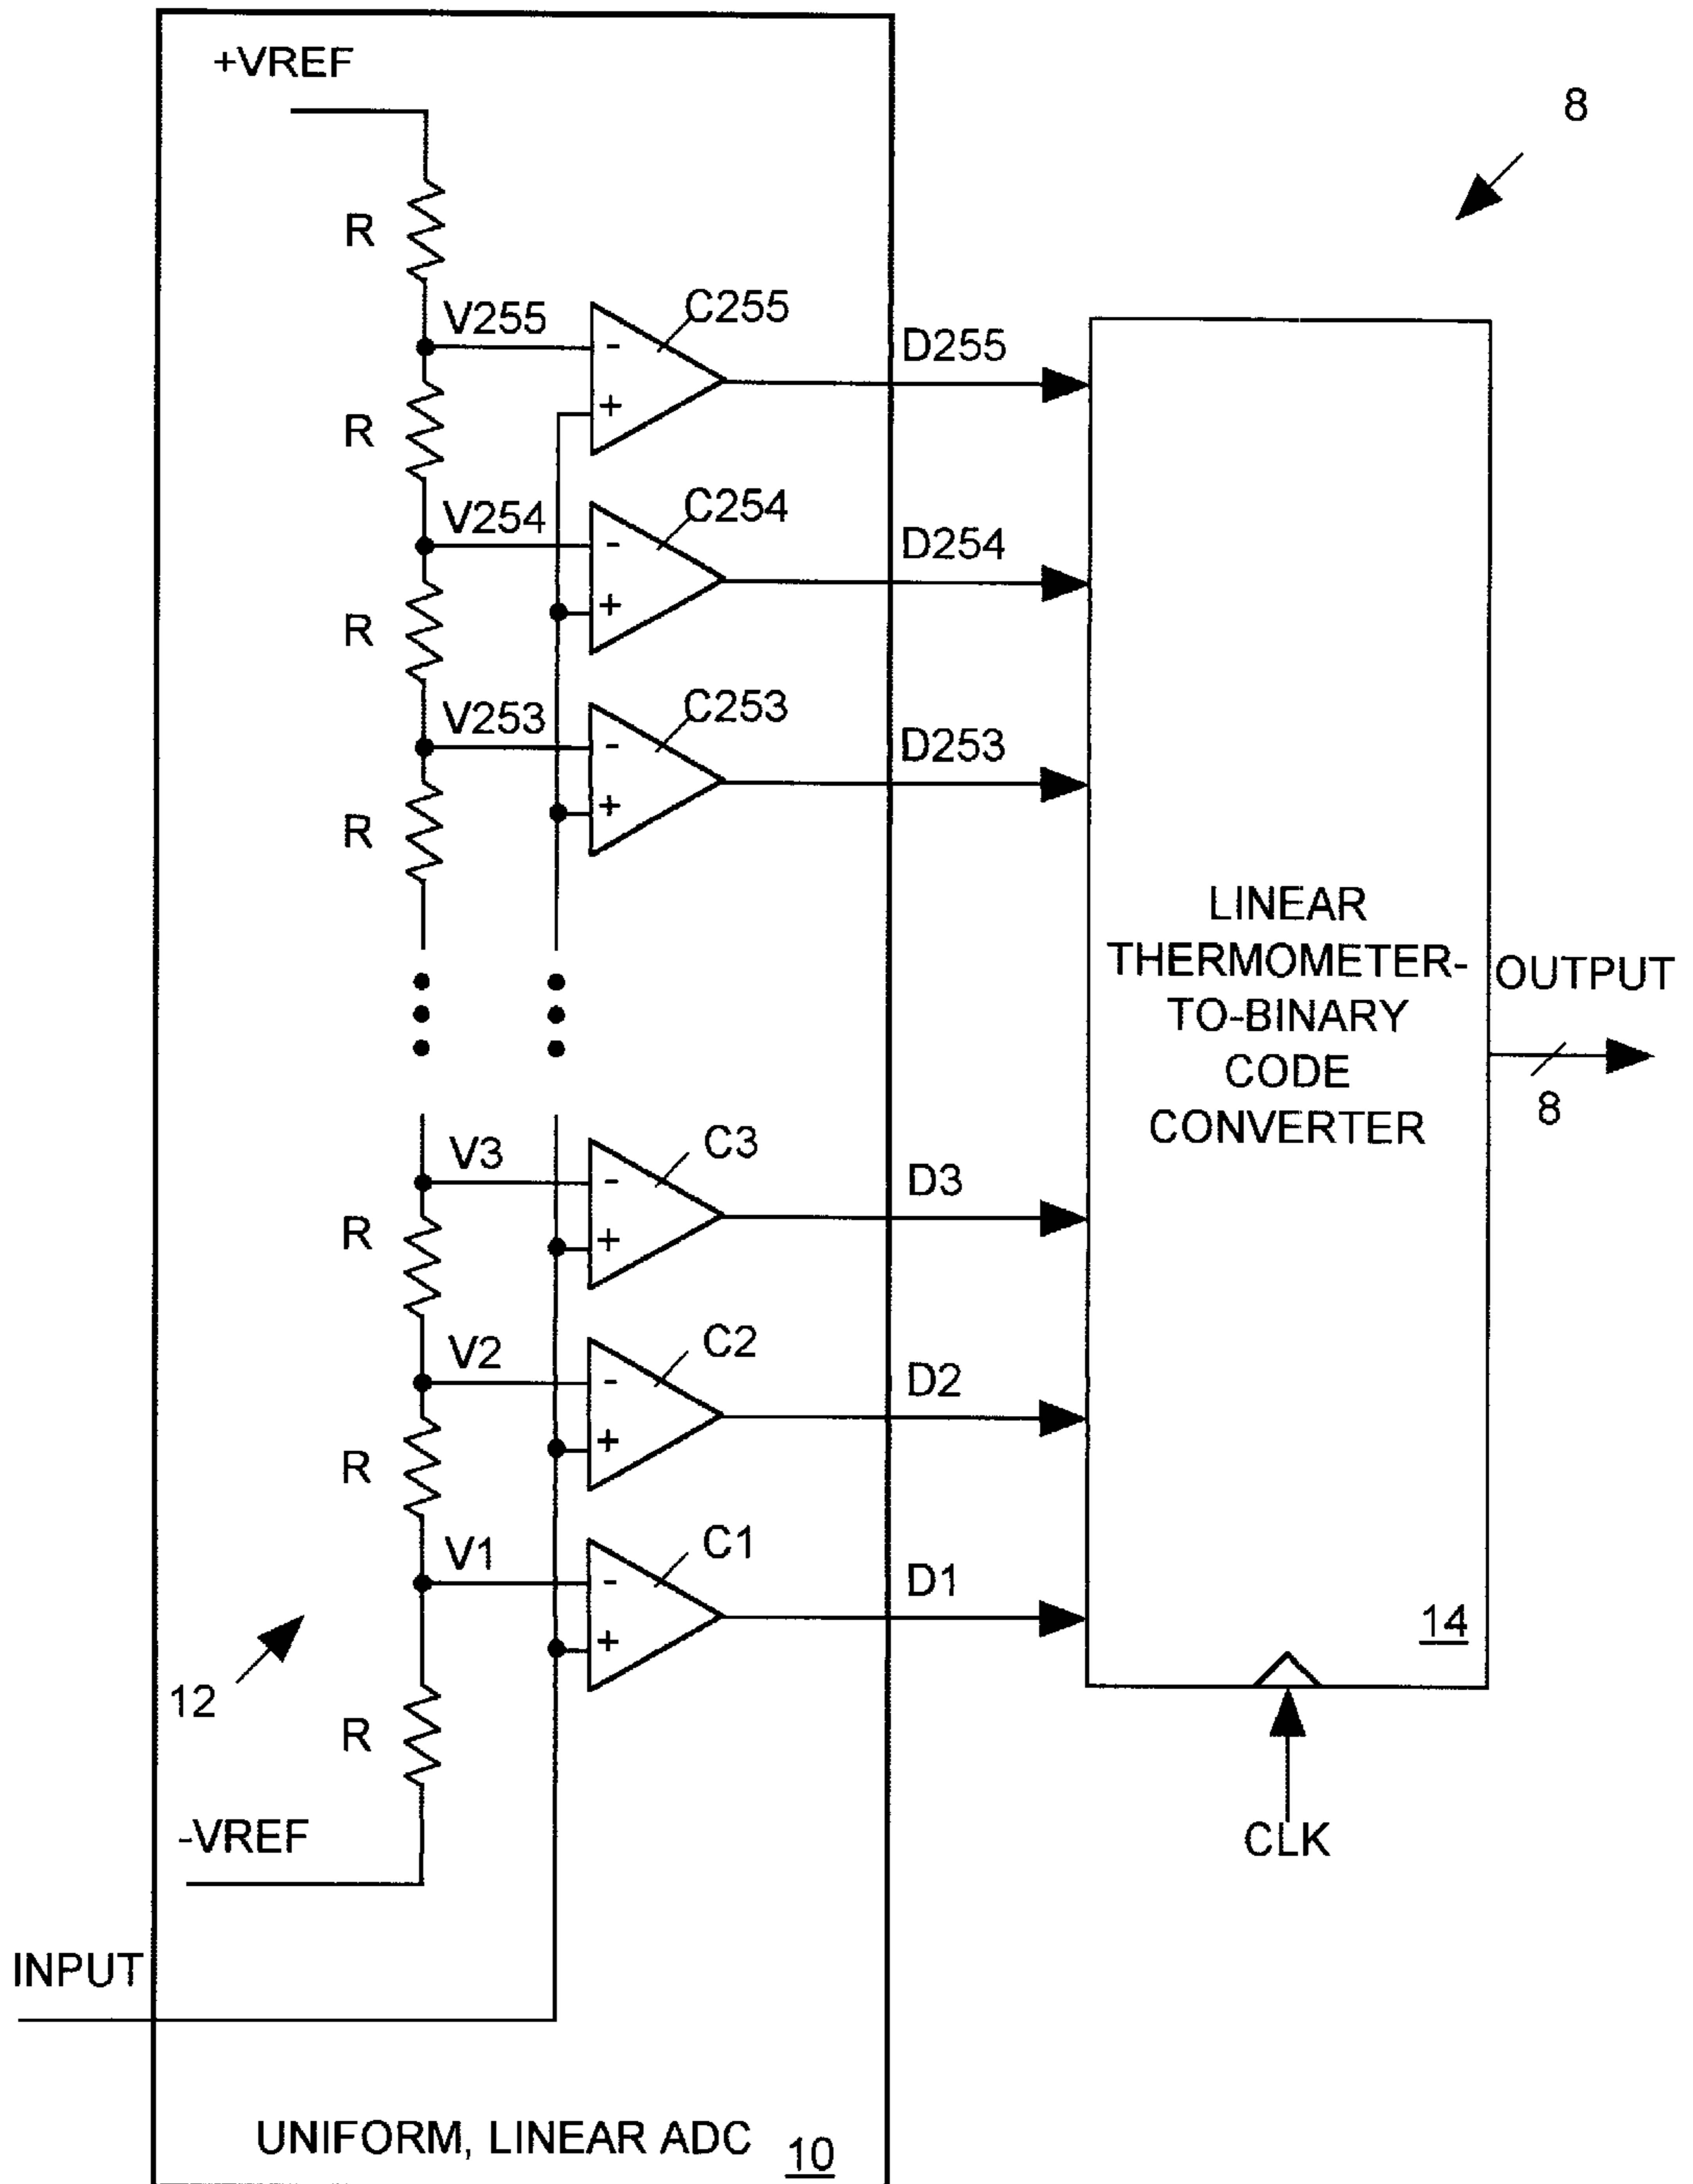 +VREF
8
R
V255
C255
D255
-
+
R
V254
C254
D254
-
+
R
V253
C253
D253
-
+
R
LINEAR
THERMOMETER-
TO-BINARY
CODE
CONVERTER
OUTPUT
8
V3
C3
D3
-
+
R
V2
C2
D2
-
+
R
V1
C1
D1
-
+
14
12
R
-VREF
CLK
INPUT
UNIFORM, LINEAR ADC 10